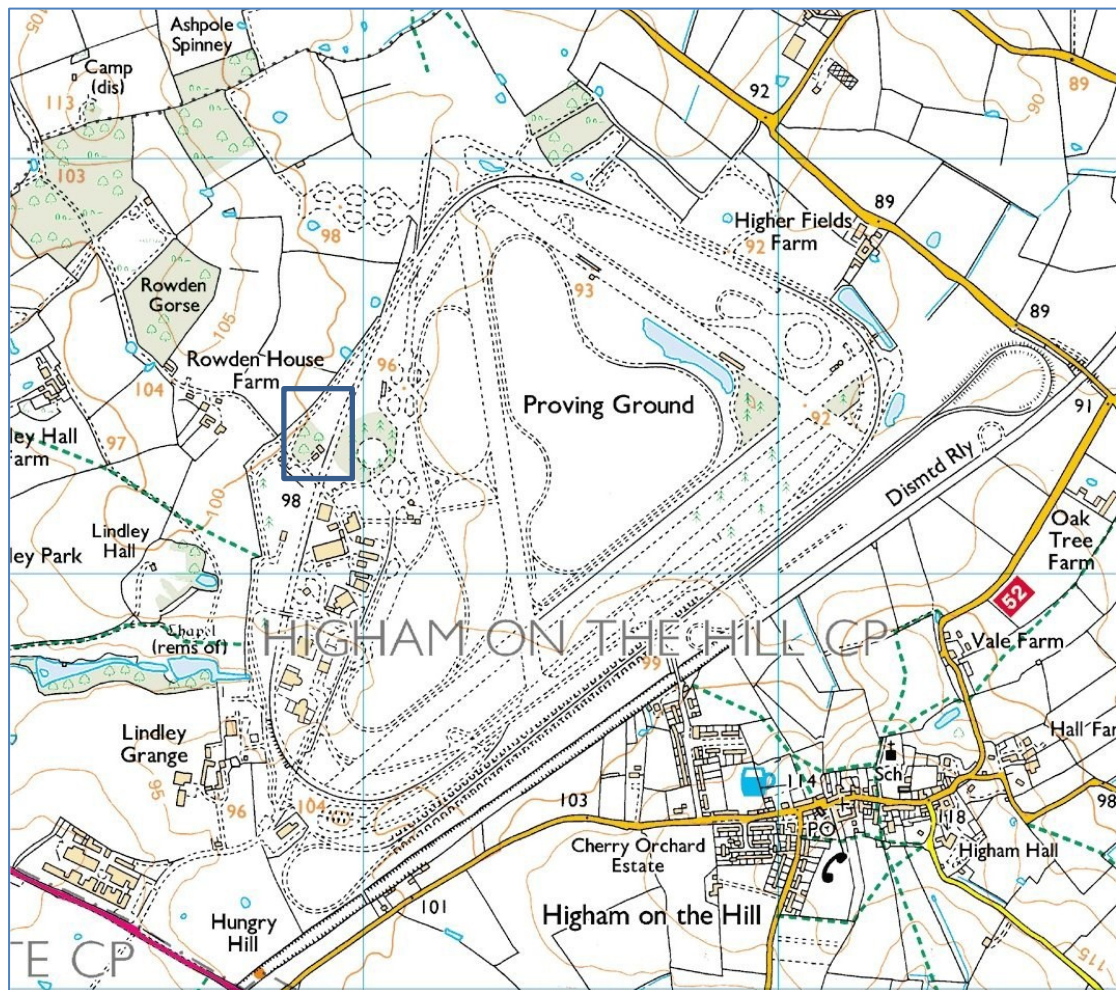 105
Ashpole
Spinney
Camp
(dis)
113
92
89
90
103
98
Higher Fields
Farm
92
89
93
Rowden
Gorse
105
89
Rowden House
Farm
104
96
Proving Ground
92
91
ley Hall
arm
97
Dismtd Rly
100
98
Oak
Tree
Farm
Lindley
Hall
ley Park
52
Chapel
(rems of)
HIGHAM ON THE HILL CP
Vale Farm
99
Lindley
Grange
Hall Far
114
Sch
95
96
104
103
98
PO
118
Cherry Orchard
Estate
Higham Hall
101
Hungry
Hill
Higham on the Hill
TE CP
115